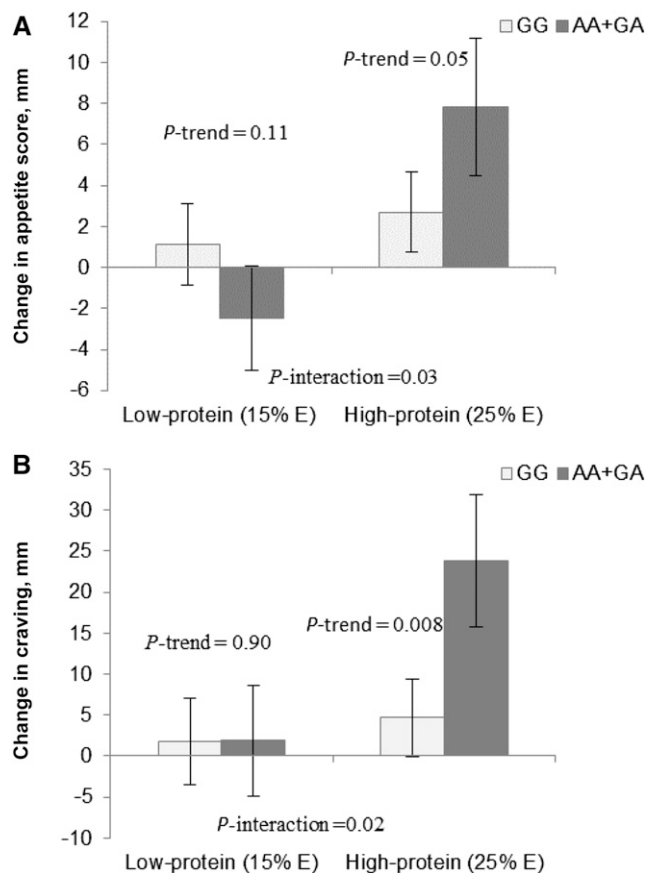 A
GG AA+GA
Change in appetite score, mm
12
10
8
6
4
2
0
-2
-4
-6
P-trend = 0.05
P-trend = 0.11
P-interaction =0.03
Low-protein (15% E) High-protein (25% E)
B
GG AA+GA
Change in craving, mm
35
30
25
20
15
10
5
0
-5
-10
P-trend = 0.90
P-trend = 0.008
P-interaction =0.02
Low-protein (15% E) High-protein (25% E)